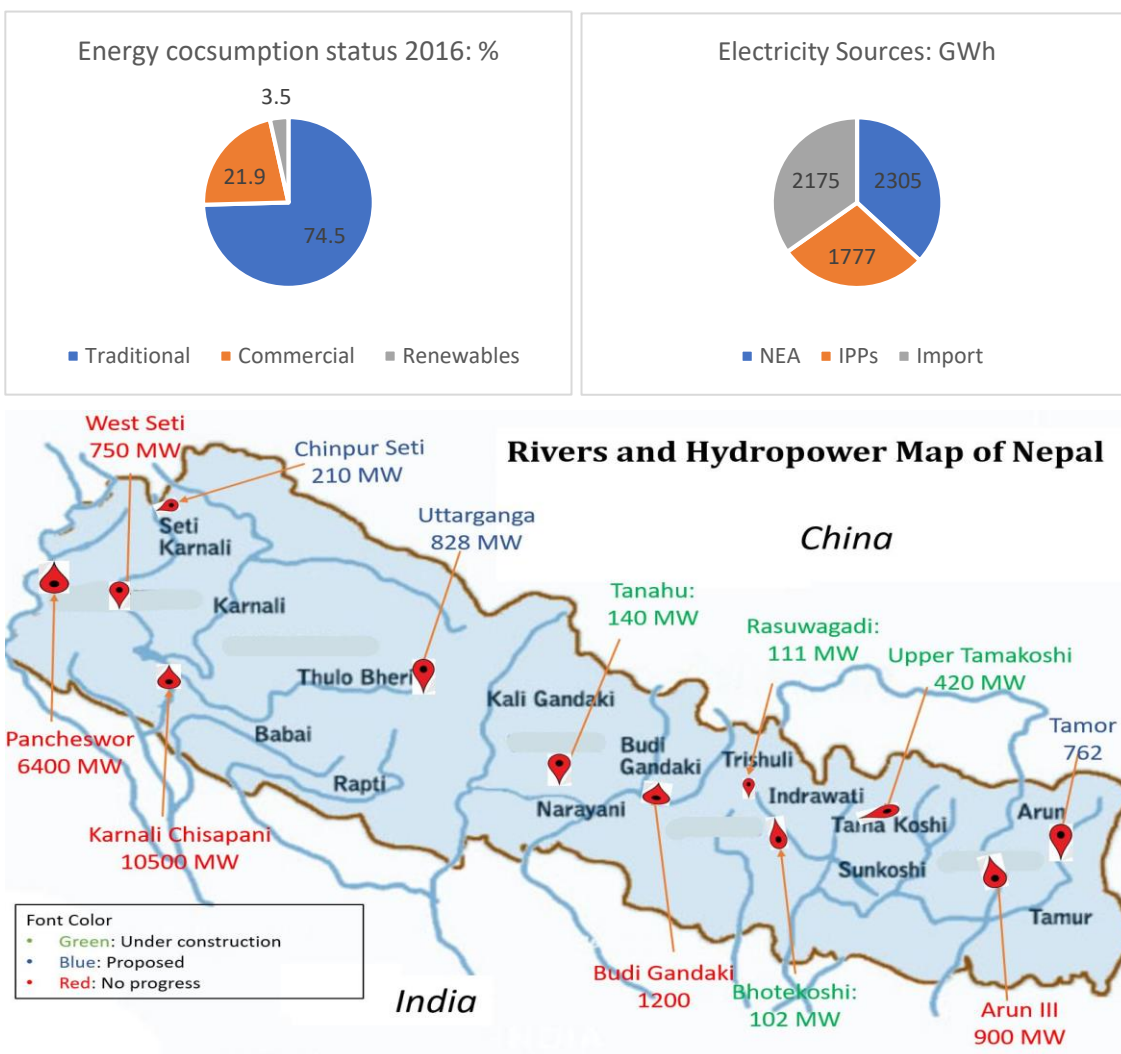 Energy cocsumption status 2016: %
3.5
21.9
74.5
Traditional Commercial Renewables
Electricity Sources: GWh
2175
2305
1777
NEA IPPs Import
Rivers and Hydropower Map of Nepal
West Seti
750 MW
Chinpur Seti
210 MW
Uttarganga
828 MW
China
Seti
Karnali
Karnali
Tanahu:
140 MW
Rasuwagadi:
111 MW
Upper Tamakoshi
420 MW
Thulo Bheri
Kali Gandaki
Tamor
762
Pancheswor
6400 MW
Babai
Budi
Gandaki
Trishuli
Rapti
Narayani
Indrawati
Arun
Tama Koshi
Karnali Chisapani
10500 MW
Sunkoshi
Tamur
Font Color
• Green: Under construction
• Blue: Proposed
• Red: No progress
India
Budi Gandaki
1200
Bhotekoshi:
102 MW
Arun III
900 MW